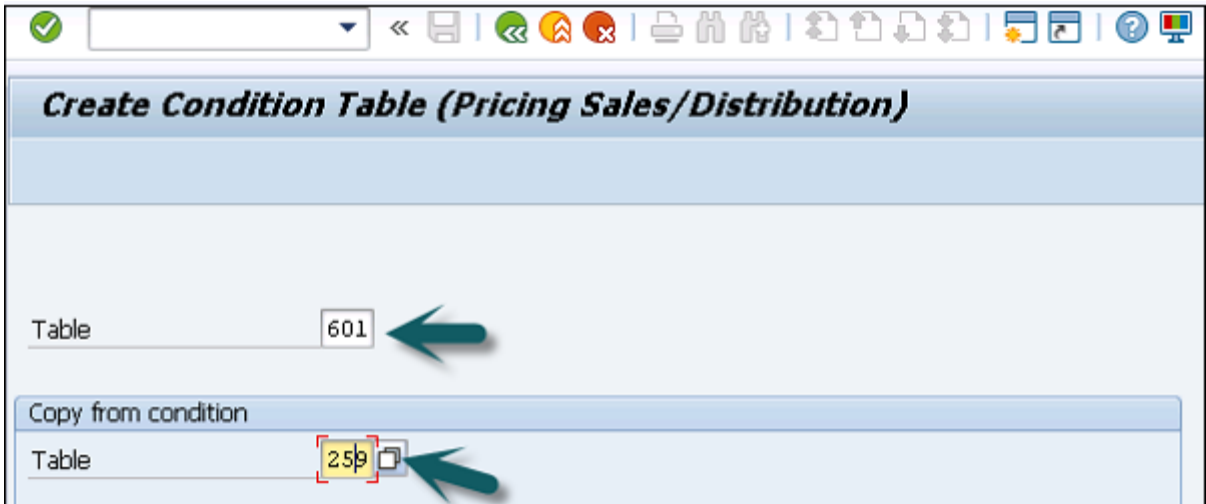 Create Condition Table (Pricing Sales/Distribution)
Table 601
Copy from condition
Table 259